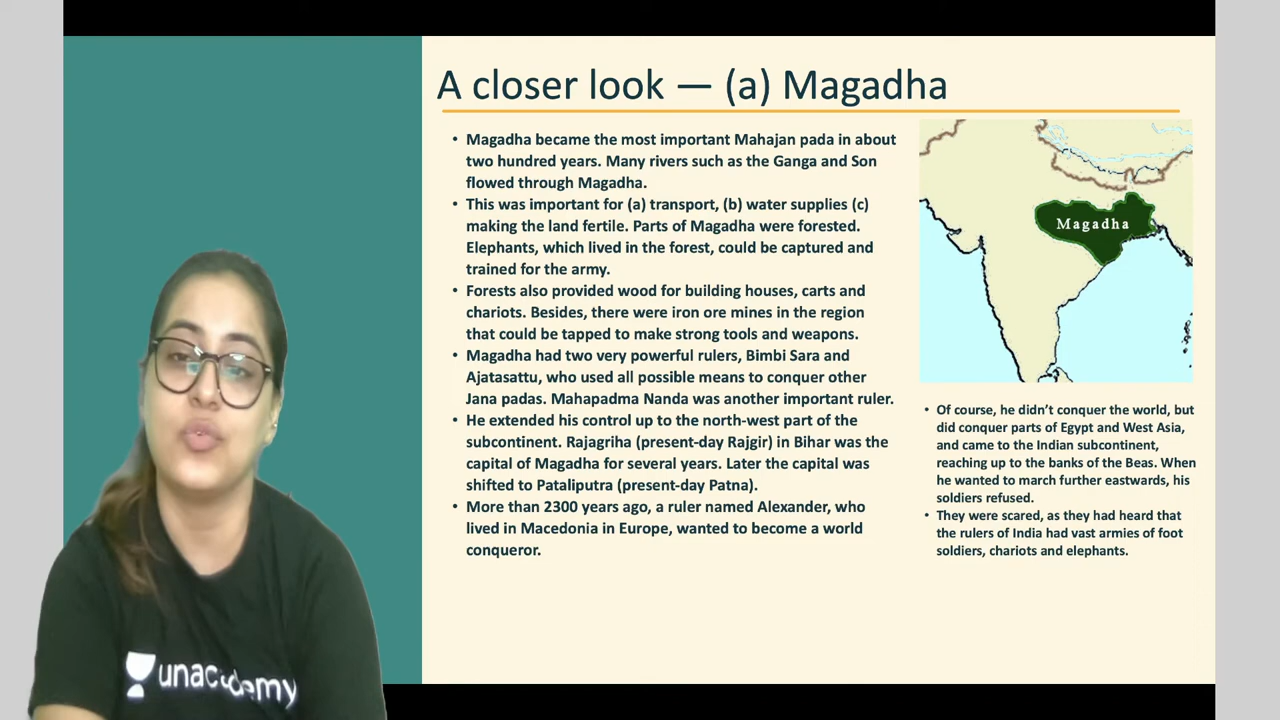 A closer look — (a) Magadha
• Magadha became the most important Mahajan pada in about
two hundred years. Many rivers such as the Ganga and Son
flowed through Magadha.
• This was important for (a) transport, (b) water supplies (c)
making the land fertile. Parts of Magadha were forested.
Elephants, which lived in the forest, could be captured and
trained for the army.
• Forests also provided wood for building houses, carts and
chariots. Besides, there were iron ore mines in the region
that could be tapped to make strong tools and weapons.
• Magadha had two very powerful rulers, Bimbi Sara and
Ajatasattu, who used all possible means to conquer other
Jana padas. Mahapadma Nanda was another important ruler.
• He extended his control up to the north-west part of the
subcontinent. Rajagriha (present-day Rajgir) in Bihar was the
capital of Magadha for several years. Later the capital was
shifted to Pataliputra (present-day Patna).
• More than 2300 years ago, a ruler named Alexander, who
lived in Macedonia in Europe, wanted to become a world
conqueror.
Magadha
• Of course, he didn’t conquer the world, but
did conquer parts of Egypt and West Asia,
and came to the Indian subcontinent,
reaching up to the banks of the Beas. When
he wanted to march further eastwards, his
soldiers refused.
• They were scared, as they had heard that
the rulers of India had vast armies of foot
soldiers, chariots and elephants.
unacademy